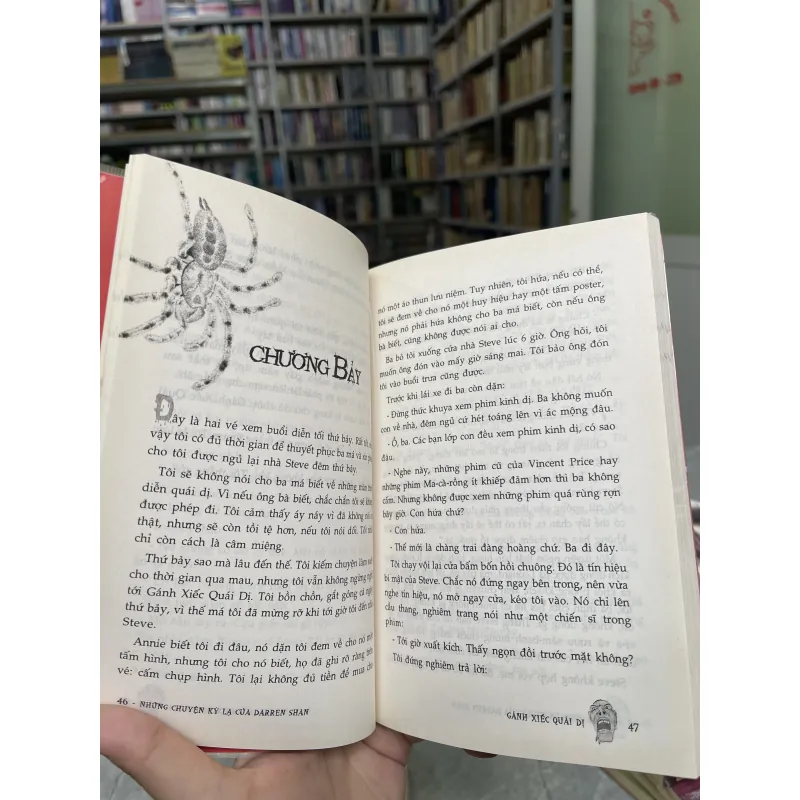 CHƯƠNG BẢY
Đây là hai vé xem buổi diễn tối thứ bảy. Rất
vậy tôi có đủ thời gian để thuyết phục ba má và xin
cho tôi được ngủ lại nhà Steve đêm thứ bảy.
Tôi sẽ không nói cho ba má biết về những
diễn quái dị. Vì nếu ông bà biết, chắc chắn tôi sẽ
được phép đi. Tôi cảm thấy áy náy vì đã không
thật, nhưng sẽ còn tồi tệ hơn, nếu tôi nói dối.
chỉ còn cách là câm miệng.
Thứ bảy sao mà lâu đến thế. Tôi kiếm chuyện làm
cho thời gian qua mau, nhưng tôi vẫn không ngừng
tới Gánh Xiếc Quái Dị. Tôi bồn chồn, gắt gỏng cả
thứ bảy, vì thế má tôi đã mừng rỡ khi tới giờ tôi đến
Steve.
Annie biết tôi đi đâu, nó dặn tôi đem về cho nó
tấm hình, nhưng tôi cho nó biết, họ đã ghi rõ ràng
vé: cấm chụp hình. Tôi lại không đủ tiền để mua cho
46 - NHỮNG CHUYỆN KỲ LẠ CỦA DARREN SHAN
nó một áo thun lưu niệm. Tuy nhiên, tôi hứa, nếu có thể,
tôi sẽ đem về cho nó một huy hiệu hay một tấm poster,
nhưng nó phải hứa không cho ba má biết, còn nếu ông
bà biết, cũng không được nói ai cho.
Ba bỏ tôi xuống cửa nhà Steve lúc 6 giờ. Ông hỏi, tôi
muốn ông đón vào mấy giờ sáng mai. Tôi bảo ông đón
tôi vào buổi trưa cũng được.
Trước khi lái xe đi ba còn dặn:
- Đừng thức khuya xem phim kinh dị. Ba không muốn
con về nhà, đêm ngủ cứ hét toáng lên vì ác mộng đâu.
- Ồ, ba. Các bạn lớp con đều xem phim kinh dị, có sao
đâu.
- Nghe này, những phim cũ của Vincent Price hay
những phim Ma-cà-rồng ít khiếp đảm hơn thì ba không
cấm. Nhưng không được xem những phim quá rùng rợn
bây giờ. Con hứa chứ?
- Con hứa.
- Thế mới là chàng trai đàng hoàng chứ. Ba đi đây.
Tôi chạy vội lại cửa bấm bốn hồi chuông. Đó là tín hiệu
bí mật của Steve. Chắc nó đứng ngay bên trong, nên vừa
nghe tín hiệu, nó mở ngay cửa, kéo tôi vào. Nó chỉ lên
cầu thang, nghiêm trang nói như một chiến sĩ trong
phim:
- Tới giờ xuất kích. Thấy ngọn đồi trước mặt không?
Tôi đứng nghiêm trả lời:
GÁNH XIẾC QUÁI DỊ 47